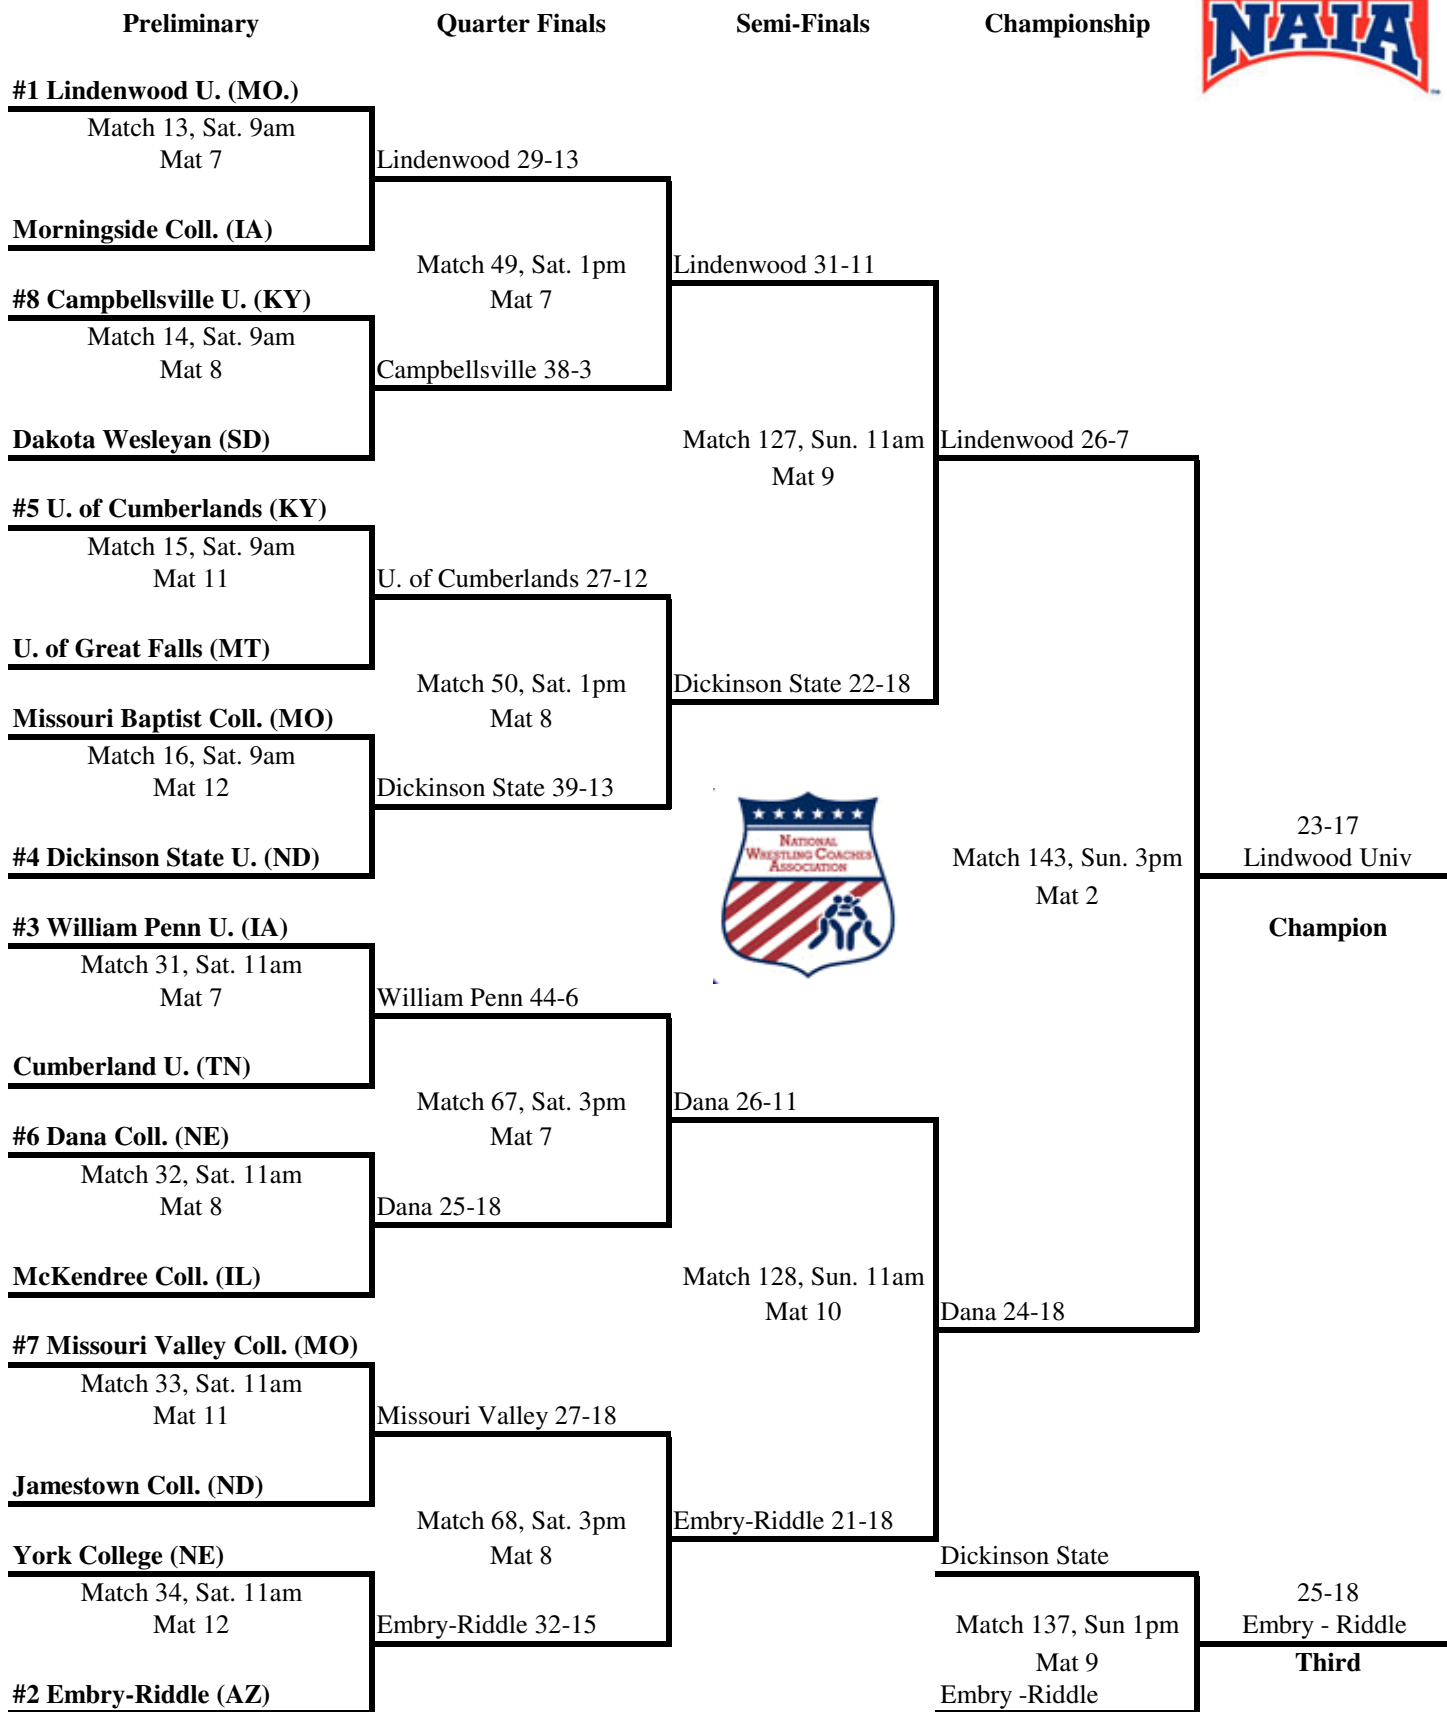 Preliminary
Quarter Finals
Semi-Finals
Championship
NAIA
#1 Lindenwood U. (MO.)
Match 13, Sat. 9am
Mat 7
Lindenwood 29-13
Morningside Coll. (IA)
Match 49, Sat. 1pm
Mat 7
Lindenwood 31-11
#8 Campbellsville U. (KY)
Match 14, Sat. 9am
Mat 8
Campbellsville 38-3
Dakota Wesleyan (SD)
Match 127, Sun. 11am
Mat 9
Lindenwood 26-7
#5 U. of Cumberlands (KY)
Match 15, Sat. 9am
Mat 11
U. of Cumberlands 27-12
U. of Great Falls (MT)
Match 50, Sat. 1pm
Mat 8
Dickinson State 22-18
Missouri Baptist Coll. (MO)
Match 16, Sat. 9am
Mat 12
Dickinson State 39-13
#4 Dickinson State U. (ND)
NATIONAL
WRESTLING COACHES
ASSOCIATION
Match 143, Sun. 3pm
Mat 2
23-17
Lindwood Univ
Champion
#3 William Penn U. (IA)
Match 31, Sat. 11am
Mat 7
William Penn 44-6
Cumberland U. (TN)
Match 67, Sat. 3pm
Mat 7
Dana 26-11
#6 Dana Coll. (NE)
Match 32, Sat. 11am
Mat 8
Dana 25-18
McKendree Coll. (IL)
Match 128, Sun. 11am
Mat 10
Dana 24-18
#7 Missouri Valley Coll. (MO)
Match 33, Sat. 11am
Mat 11
Missouri Valley 27-18
Jamestown Coll. (ND)
Match 68, Sat. 3pm
Mat 8
Embry-Riddle 21-18
York College (NE)
Match 34, Sat. 11am
Mat 12
Embry-Riddle 32-15
#2 Embry-Riddle (AZ)
Dickinson State
Match 137, Sun 1pm
Mat 9
Embry -Riddle
25-18
Embry - Riddle
Third